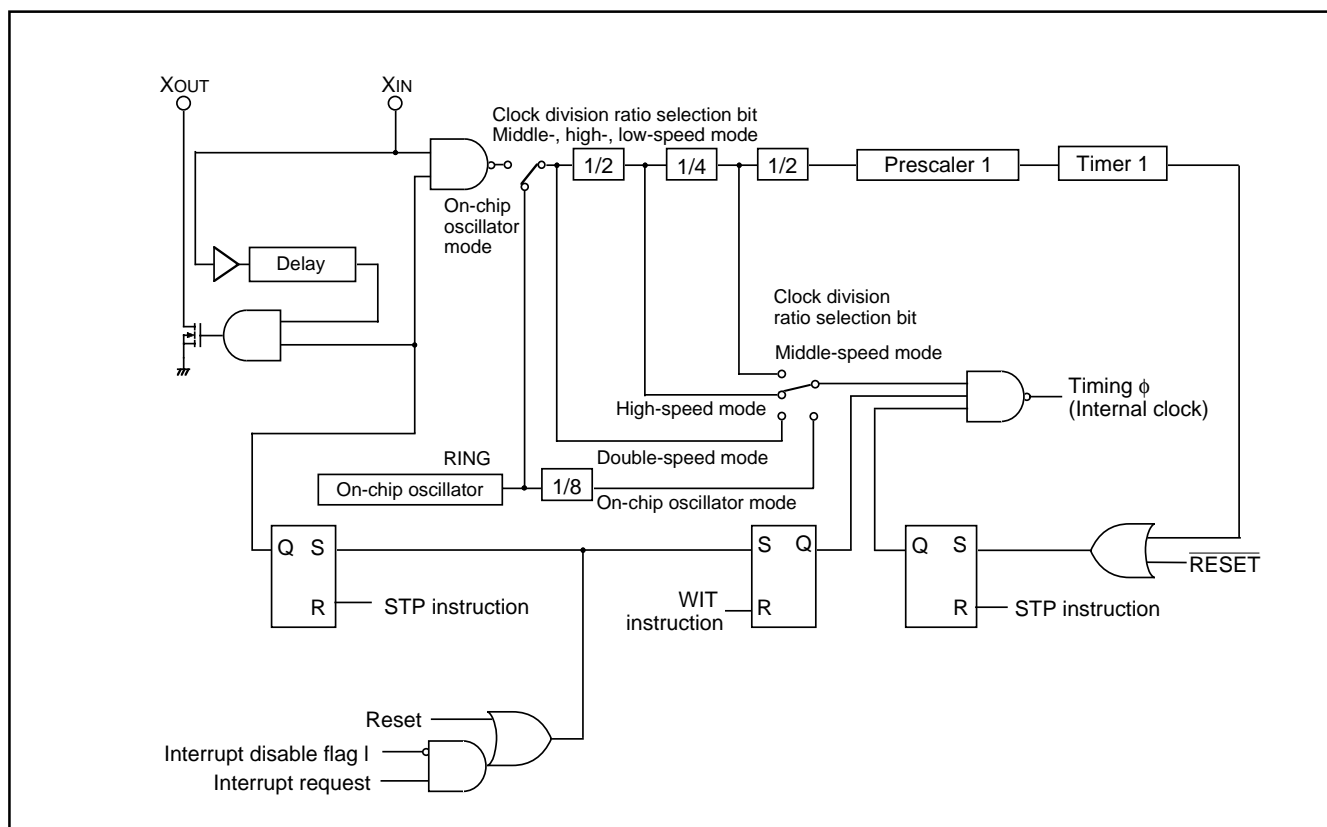 XOUT
XIN
Clock division ratio selection bit
Middle-, high-, low-speed mode
1/2
1/4
1/2
Prescaler 1
Timer 1
On-chip
oscillator
mode
Delay
Clock division
ratio selection bit
Middle-speed mode
Timing ϕ
(Internal clock)
High-speed mode
RING
Double-speed mode
On-chip oscillator
1/8
On-chip oscillator mode
Q S
R
STP instruction
S Q
R
WIT
instruction
Q S
R
STP instruction
RESET
Reset
Interrupt disable flag I
Interrupt request